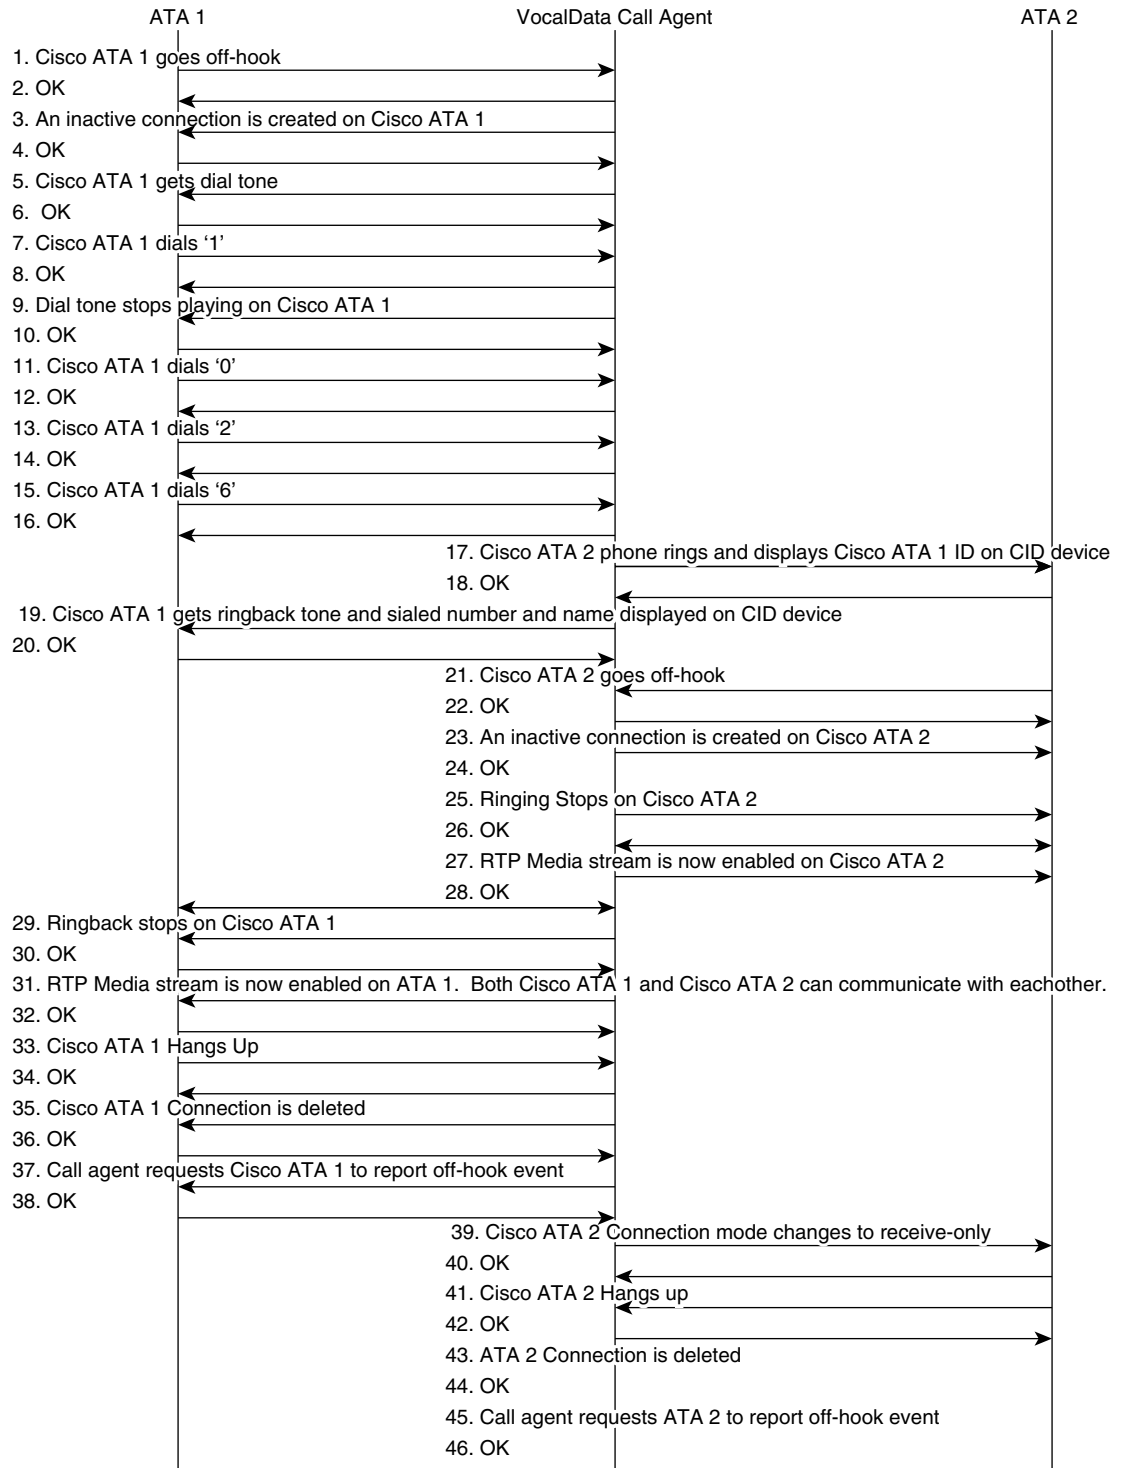 ATA 1 VocalData Call Agent ATA 2
1. Cisco ATA 1 goes off-hook
2. OK
3. An inactive connection is created on Cisco ATA 1
4. OK
5. Cisco ATA 1 gets dial tone
6. OK
7. Cisco ATA 1 dials ‘1’
8. OK
9. Dial tone stops playing on Cisco ATA 1
10. OK
11. Cisco ATA 1 dials ‘0’
12. OK
13. Cisco ATA 1 dials ‘2’
14. OK
15. Cisco ATA 1 dials ‘6’
16. OK
17. Cisco ATA 2 phone rings and displays Cisco ATA 1 ID on CID device
18. OK
19. Cisco ATA 1 gets ringback tone and sialed number and name displayed on CID device
20. OK
21. Cisco ATA 2 goes off-hook
22. OK
23. An inactive connection is created on Cisco ATA 2
24. OK
25. Ringing Stops on Cisco ATA 2
26. OK
27. RTP Media stream is now enabled on Cisco ATA 2
28. OK
29. Ringback stops on Cisco ATA 1
30. OK
31. RTP Media stream is now enabled on ATA 1. Both Cisco ATA 1 and Cisco ATA 2 can communicate with eachother.
32. OK
33. Cisco ATA 1 Hangs Up
34. OK
35. Cisco ATA 1 Connection is deleted
36. OK
37. Call agent requests Cisco ATA 1 to report off-hook event
38. OK
39. Cisco ATA 2 Connection mode changes to receive-only
40. OK
41. Cisco ATA 2 Hangs up
42. OK
43. ATA 2 Connection is deleted
44. OK
45. Call agent requests ATA 2 to report off-hook event
46. OK